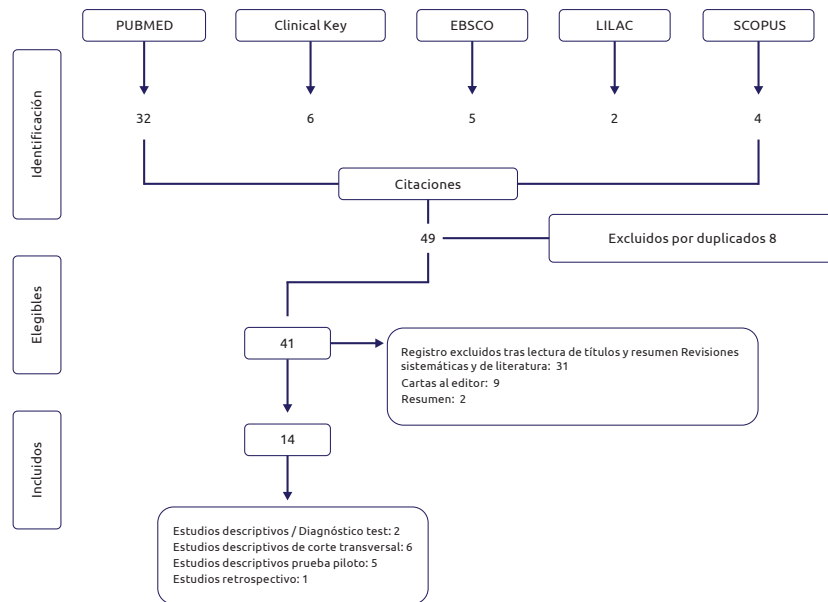 PUBMED
Clinical Key
EBSCO
LILAC
SCOPUS
Identificación
32
6
5
2
4
Citaciones
49
Excluidos por duplicados 8
Elegibles
41
Registro excluidos tras lectura de títulos y resumen Revisiones
sistemáticas y de literatura: 31
Cartas al editor: 9
Resumen: 2
Incluidos
14
Estudios descriptivos / Diagnóstico test: 2
Estudios descriptivos de corte transversal: 6
Estudios descriptivos prueba piloto: 5
Estudios retrospectivo: 1